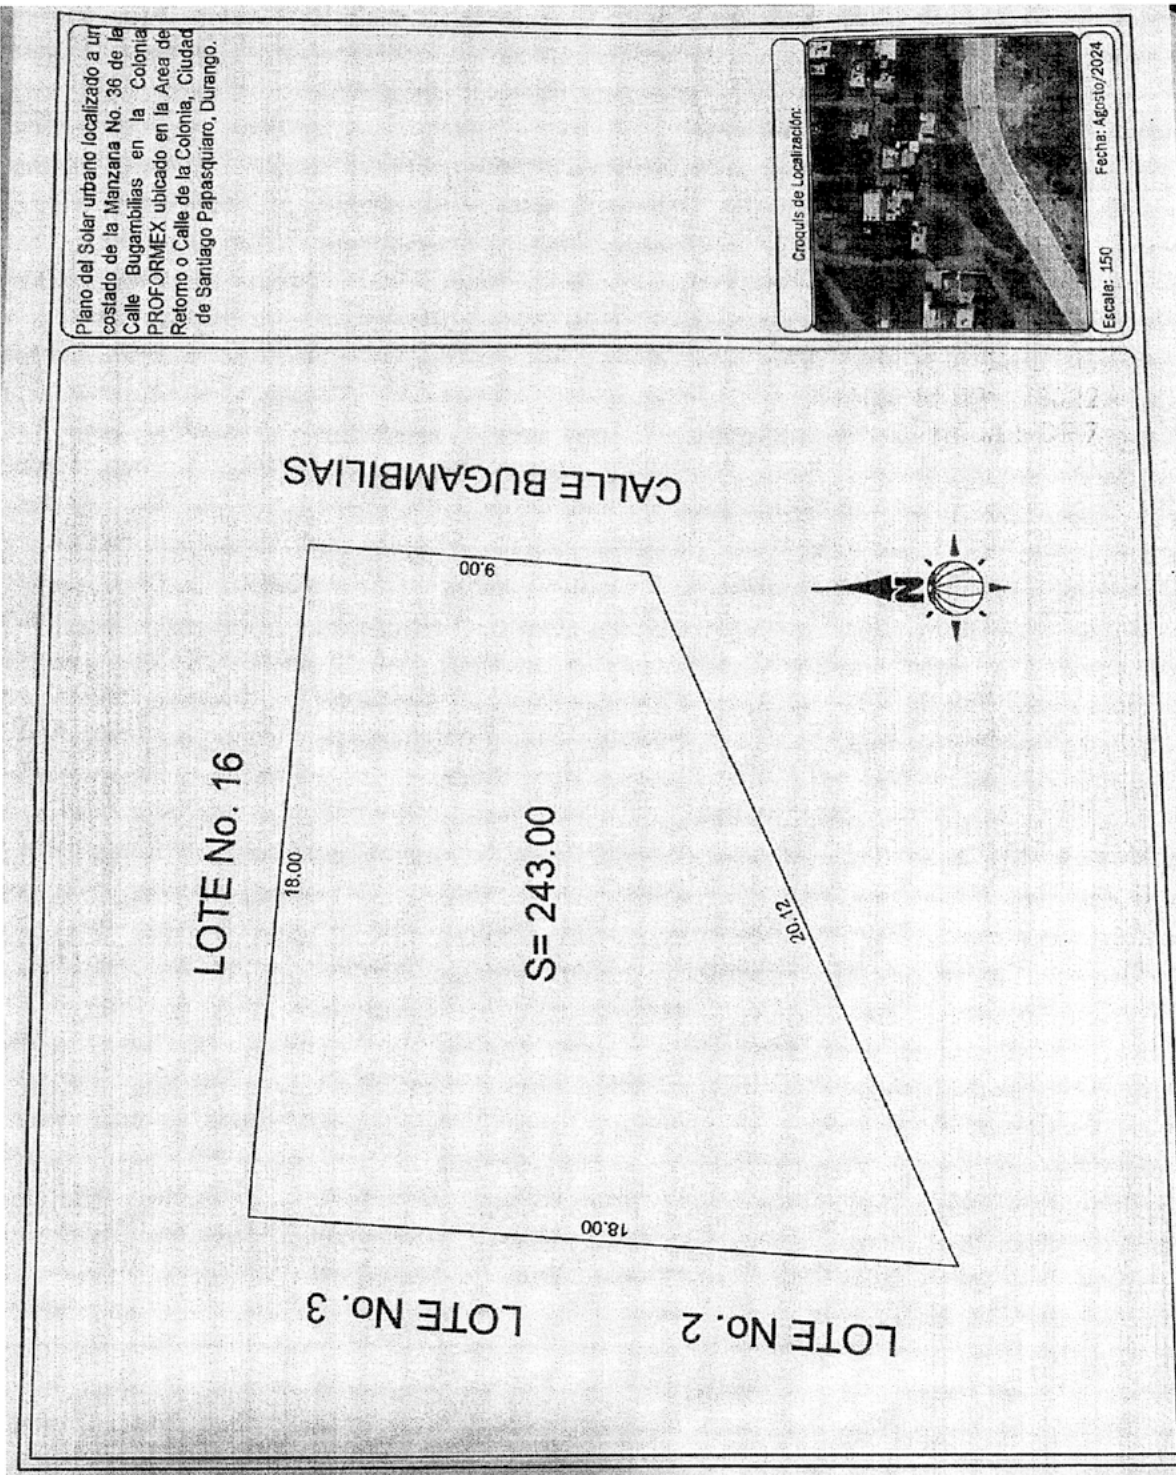 Plano del Solar urbano localizado a un
costado de la Manzana No. 36 de la
Calle Bugambilias en la Colonia
PROFORMEX ubicado en la Area de
Retorno o Calle de la Colonia, Ciudad
de Santiago Papasquiaro, Durango.
Croquis de Localización:
Escala: 150 Fecha: Agosto/2024
CALLE BUGAMBILIAS
9.00
LOTE No. 16
18.00
S= 243.00
20.12
18.00
LOTE No. 3
LOTE No. 2
N